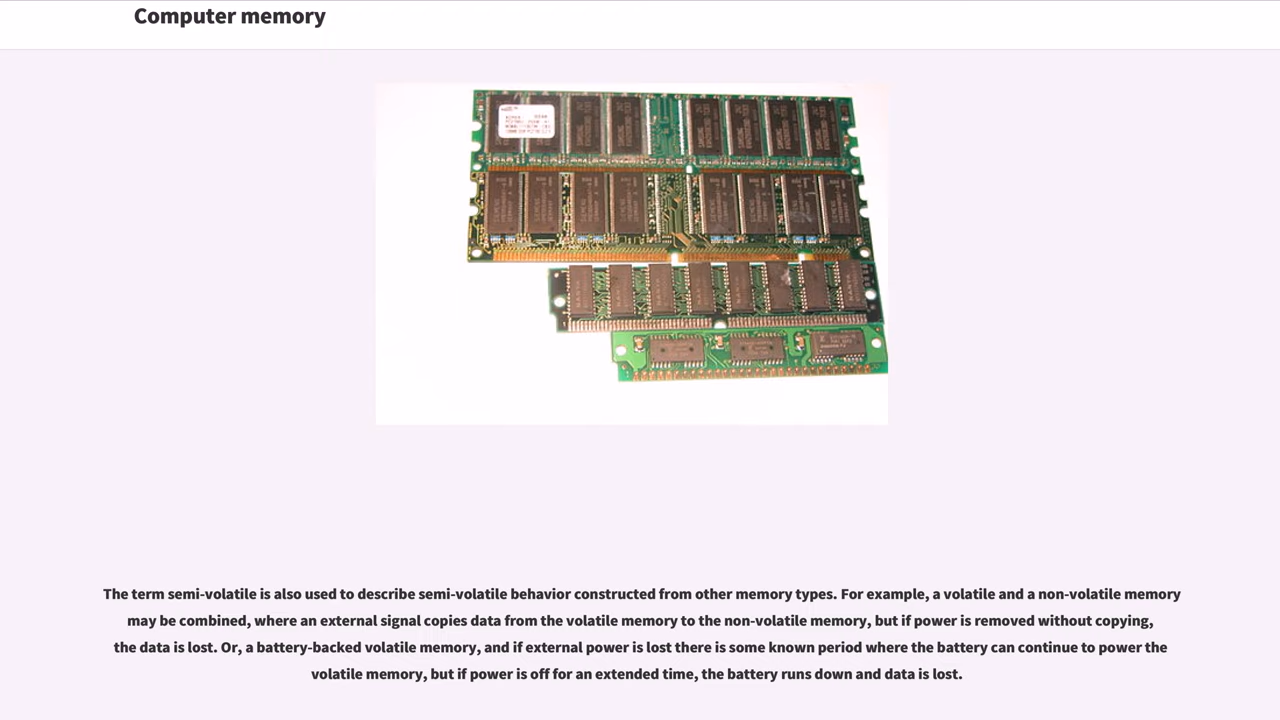 Computer memory
The term semi-volatile is also used to describe semi-volatile behavior constructed from other memory types. For example, a volatile and a non-volatile memory
may be combined, where an external signal copies data from the volatile memory to the non-volatile memory, but if power is removed without copying,
the data is lost. Or, a battery-backed volatile memory, and if external power is lost there is some known period where the battery can continue to power the
volatile memory, but if power is off for an extended time, the battery runs down and data is lost.